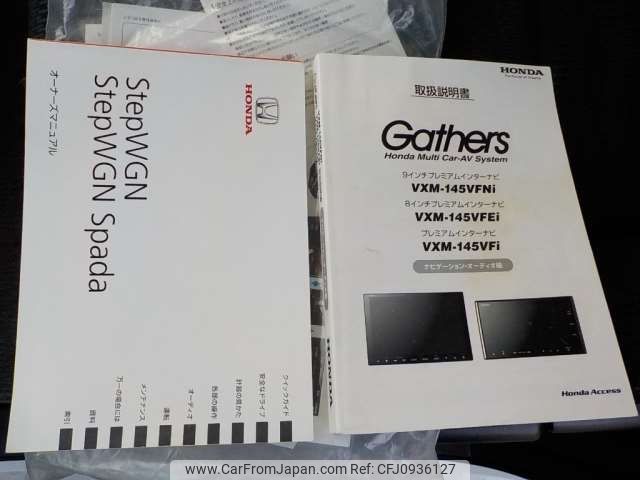 HONDA
StepWGN
StepWGN Spada
オーナーズマニュアル
クイックガイド
安全なドライブ
計器の見かた
各部の操作
オーディオ
運転
メンテナンス
万一の場合には
資料
索引
HONDA
The Power of Dreams
取扱説明書
Gathers
Honda Multi Car-AV System
9インチプレミアムインターナビ
VXM-145VFNi
8インチプレミアムインターナビ
VXM-145VFEi
プレミアムインターナビ
VXM-145VFi
ナビゲーション・オーディオ編
Honda Access
HONDA
www.CarFromJapan.com | CFJ0936127